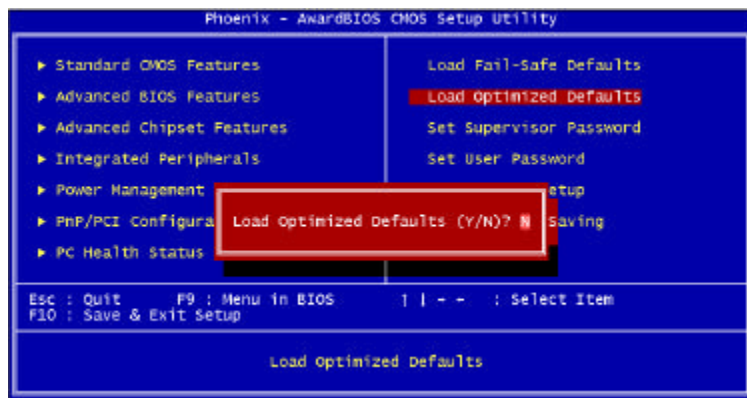 Phoenix - AwardBIOS CMOS Setup Utility
▶ Standard CMOS Features
▶ Advanced BIOS Features
▶ Advanced Chipset Features
▶ Integrated Peripherals
▶ Power Management
▶ PnP/PCI Configura
▶ PC Health Status
Load Fail-Safe Defaults
Load Optimized Defaults
Set Supervisor Password
Set User Password
etup
Saving
Load Optimized Defaults (Y/N)? N
Esc : Quit F9 : Menu in BIOS ↑ ↓ - - : Select Item
F10 : Save & Exit Setup
Load Optimized Defaults